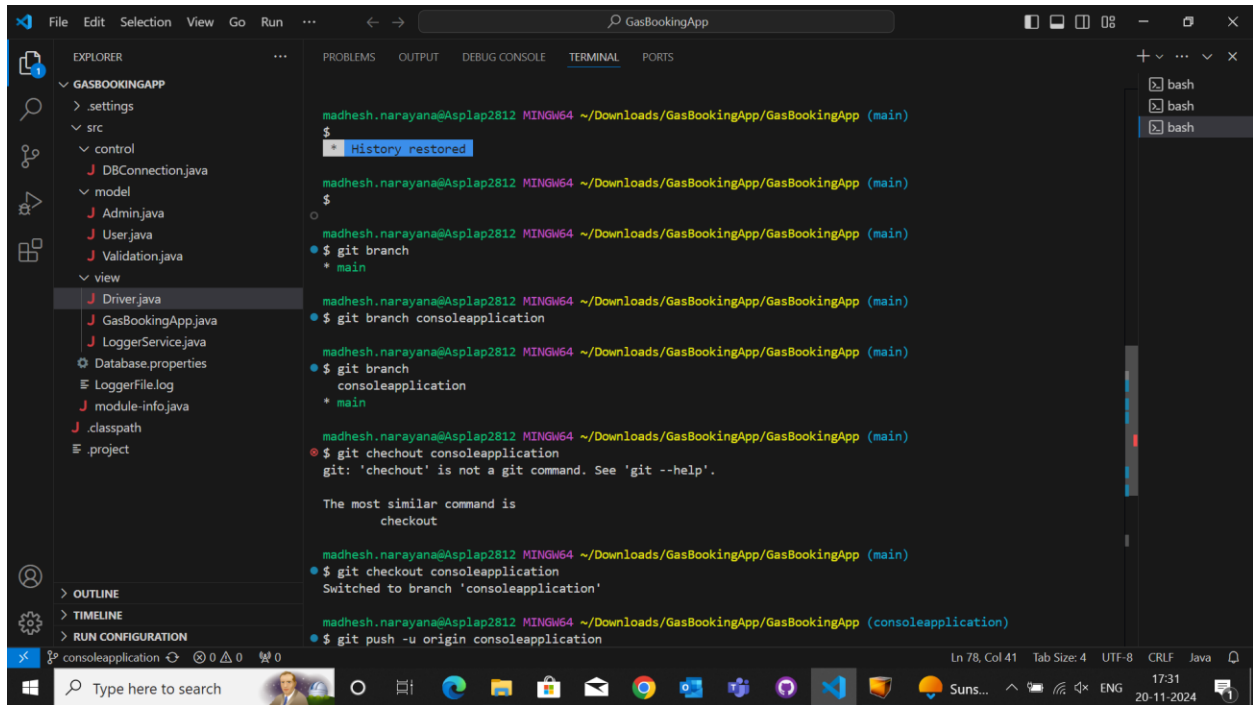 File Edit Selection View Go Run ··· ← → GasBookingApp
EXPLORER ···
GASBOOKINGAPP
> .settings
src
control
J DBConnection.java
model
J Admin.java
J User.java
J Validation.java
view
J Driver.java
J GasBookingApp.java
J LoggerService.java
Database.properties
LoggerFile.log
J module-info.java
J .classpath
.project
> OUTLINE
> TIMELINE
> RUN CONFIGURATION
1
PROBLEMS OUTPUT DEBUG CONSOLE TERMINAL PORTS
madhesh.narayana@Asplap2812 MINGW64 ~/Downloads/GasBookingApp/GasBookingApp (main)
$
* History restored
madhesh.narayana@Asplap2812 MINGW64 ~/Downloads/GasBookingApp/GasBookingApp (main)
$
madhesh.narayana@Asplap2812 MINGW64 ~/Downloads/GasBookingApp/GasBookingApp (main)
$ git branch
* main
madhesh.narayana@Asplap2812 MINGW64 ~/Downloads/GasBookingApp/GasBookingApp (main)
$ git branch consoleapplication
madhesh.narayana@Asplap2812 MINGW64 ~/Downloads/GasBookingApp/GasBookingApp (main)
$ git branch
consoleapplication
* main
madhesh.narayana@Asplap2812 MINGW64 ~/Downloads/GasBookingApp/GasBookingApp (main)
$ git chechout consoleapplication
git: 'chechout' is not a git command. See 'git --help'.
The most similar command is
checkout
madhesh.narayana@Asplap2812 MINGW64 ~/Downloads/GasBookingApp/GasBookingApp (main)
$ git checkout consoleapplication
Switched to branch 'consoleapplication'
madhesh.narayana@Asplap2812 MINGW64 ~/Downloads/GasBookingApp/GasBookingApp (consoleapplication)
$ git push -u origin consoleapplication
bash
bash
bash
consoleapplication 0 0 0 Ln 78, Col 41 Tab Size: 4 UTF-8 CRLF Java
Type here to search Suns... ENG 17:31
20-11-2024
1